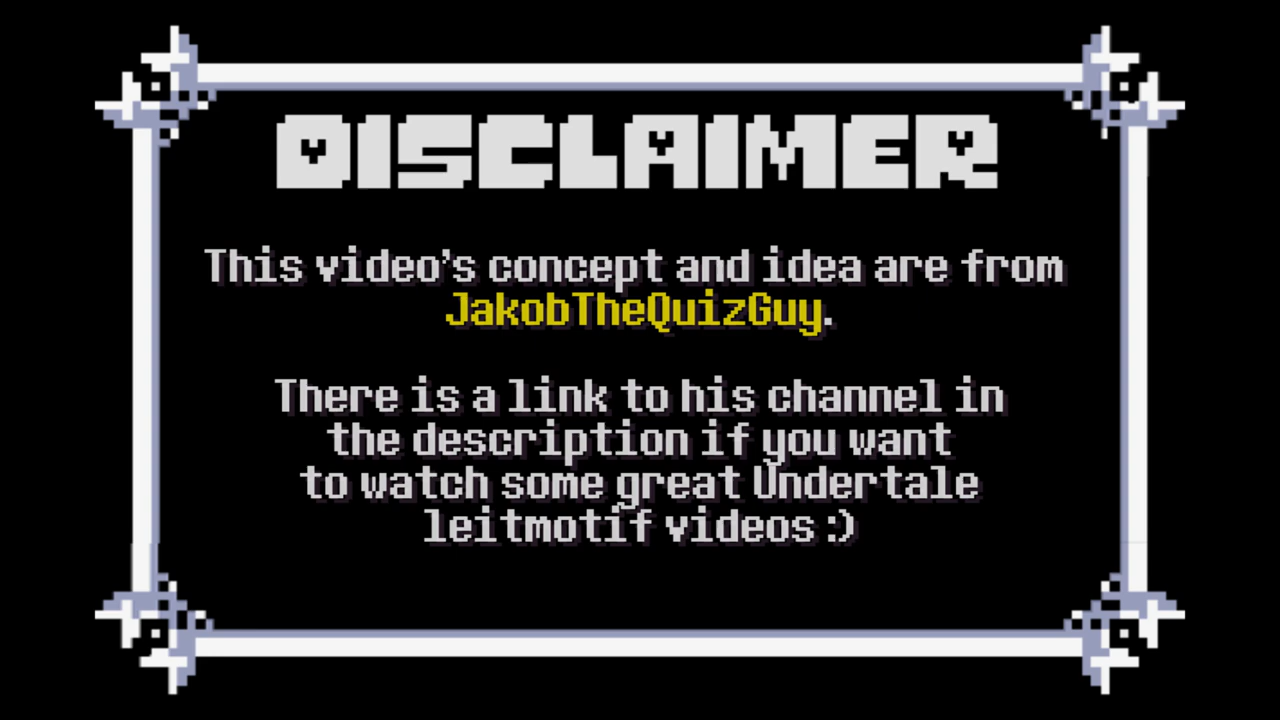 DISCLAIMER
This video's concept and idea are from
JakobTheQuizGuy.
There is a link to his channel in
the description if you want
to watch some great Undertale
leitmotif videos :)